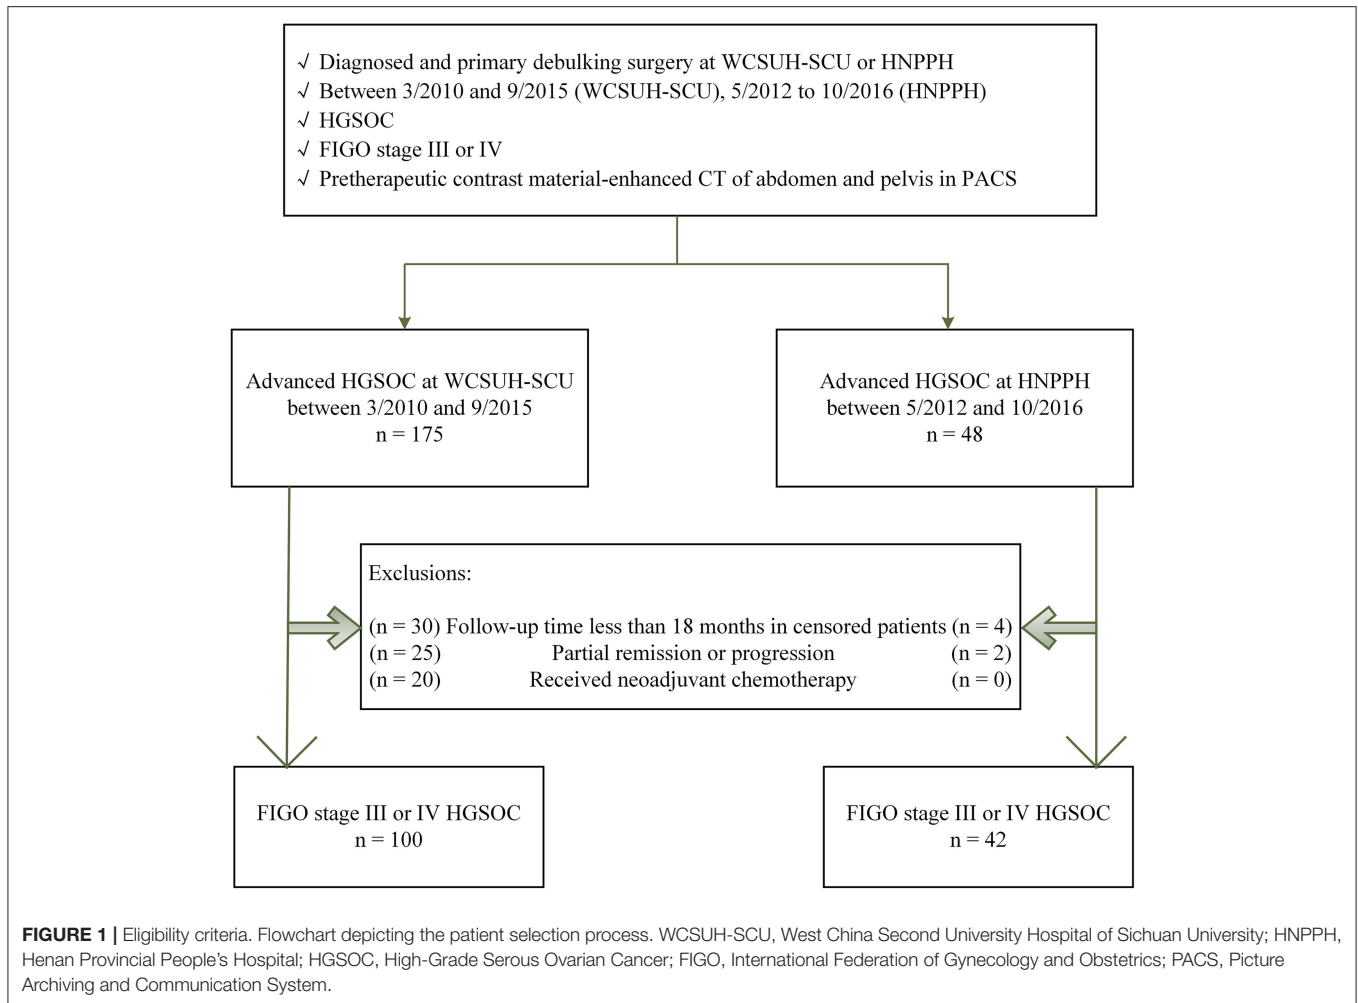 √ Diagnosed and primary debulking surgery at WCSUH-SCU or HNPPH
√ Between 3/2010 and 9/2015 (WCSUH-SCU), 5/2012 to 10/2016 (HNPPH)
√ HGSOC
√ FIGO stage III or IV
√ Pretherapeutic contrast material-enhanced CT of abdomen and pelvis in PACS
Advanced HGSOC at WCSUH-SCU
between 3/2010 and 9/2015
n = 175
Advanced HGSOC at HNPPH
between 5/2012 and 10/2016
n = 48
Exclusions:
(n = 30) Follow-up time less than 18 months in censored patients (n = 4)
(n = 25) Partial remission or progression (n = 2)
(n = 20) Received neoadjuvant chemotherapy (n = 0)
FIGO stage III or IV HGSOC
n = 100
FIGO stage III or IV HGSOC
n = 42
FIGURE 1 | Eligibility criteria. Flowchart depicting the patient selection process. WCSUH-SCU, West China Second University Hospital of Sichuan University; HNPPH,
Henan Provincial People's Hospital; HGSOC, High-Grade Serous Ovarian Cancer; FIGO, International Federation of Gynecology and Obstetrics; PACS, Picture
Archiving and Communication System.